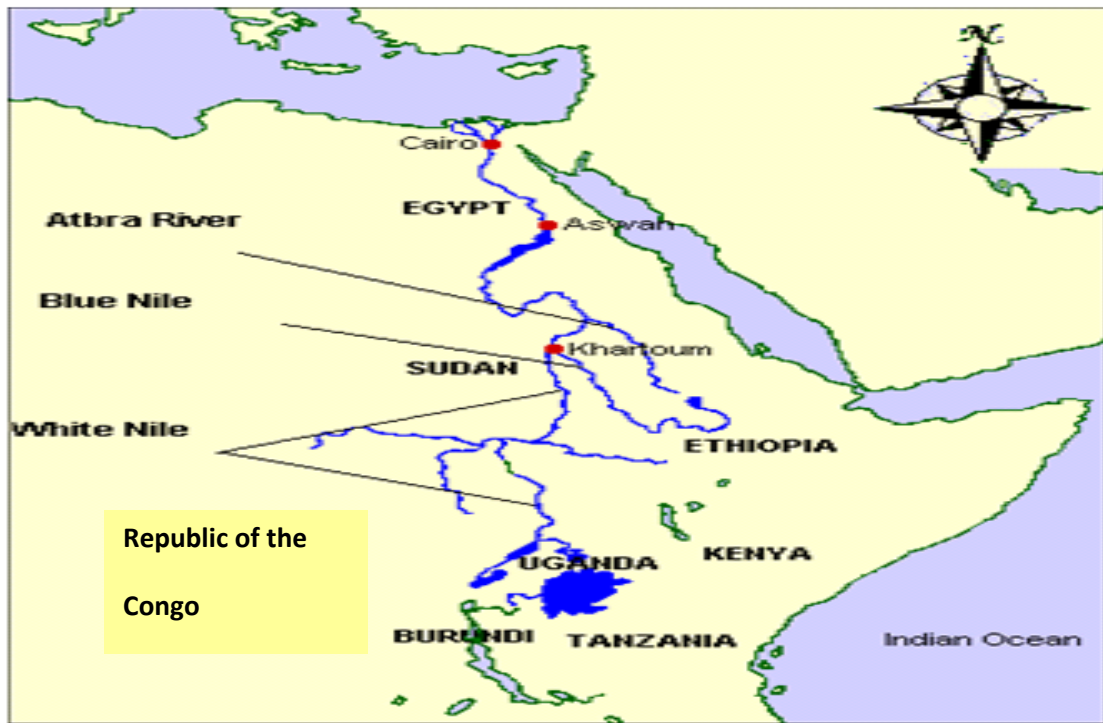 N
Cairo
EGYPT
Aswan
Atbra River
Blue Nile
Khartoum
SUDAN
White Nile
ETHIOPIA
Republic of the
Congo
KENYA
UGANDA
BURUNDI
TANZANIA
Indian Ocean